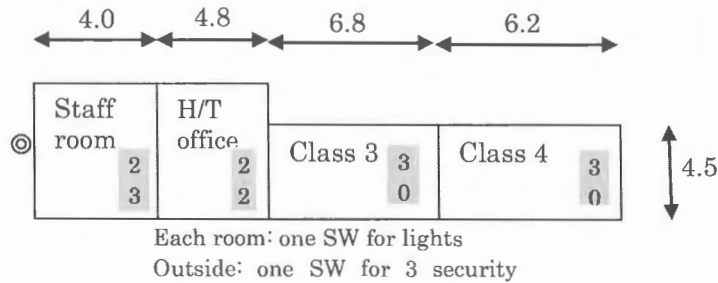 4.0 4.8 6.8 6.2
Staff room
2
3
H/T office
2
2
Class 3
3
0
Class 4
3
0
4.5
Each room: one SW for lights
Outside: one SW for 3 security